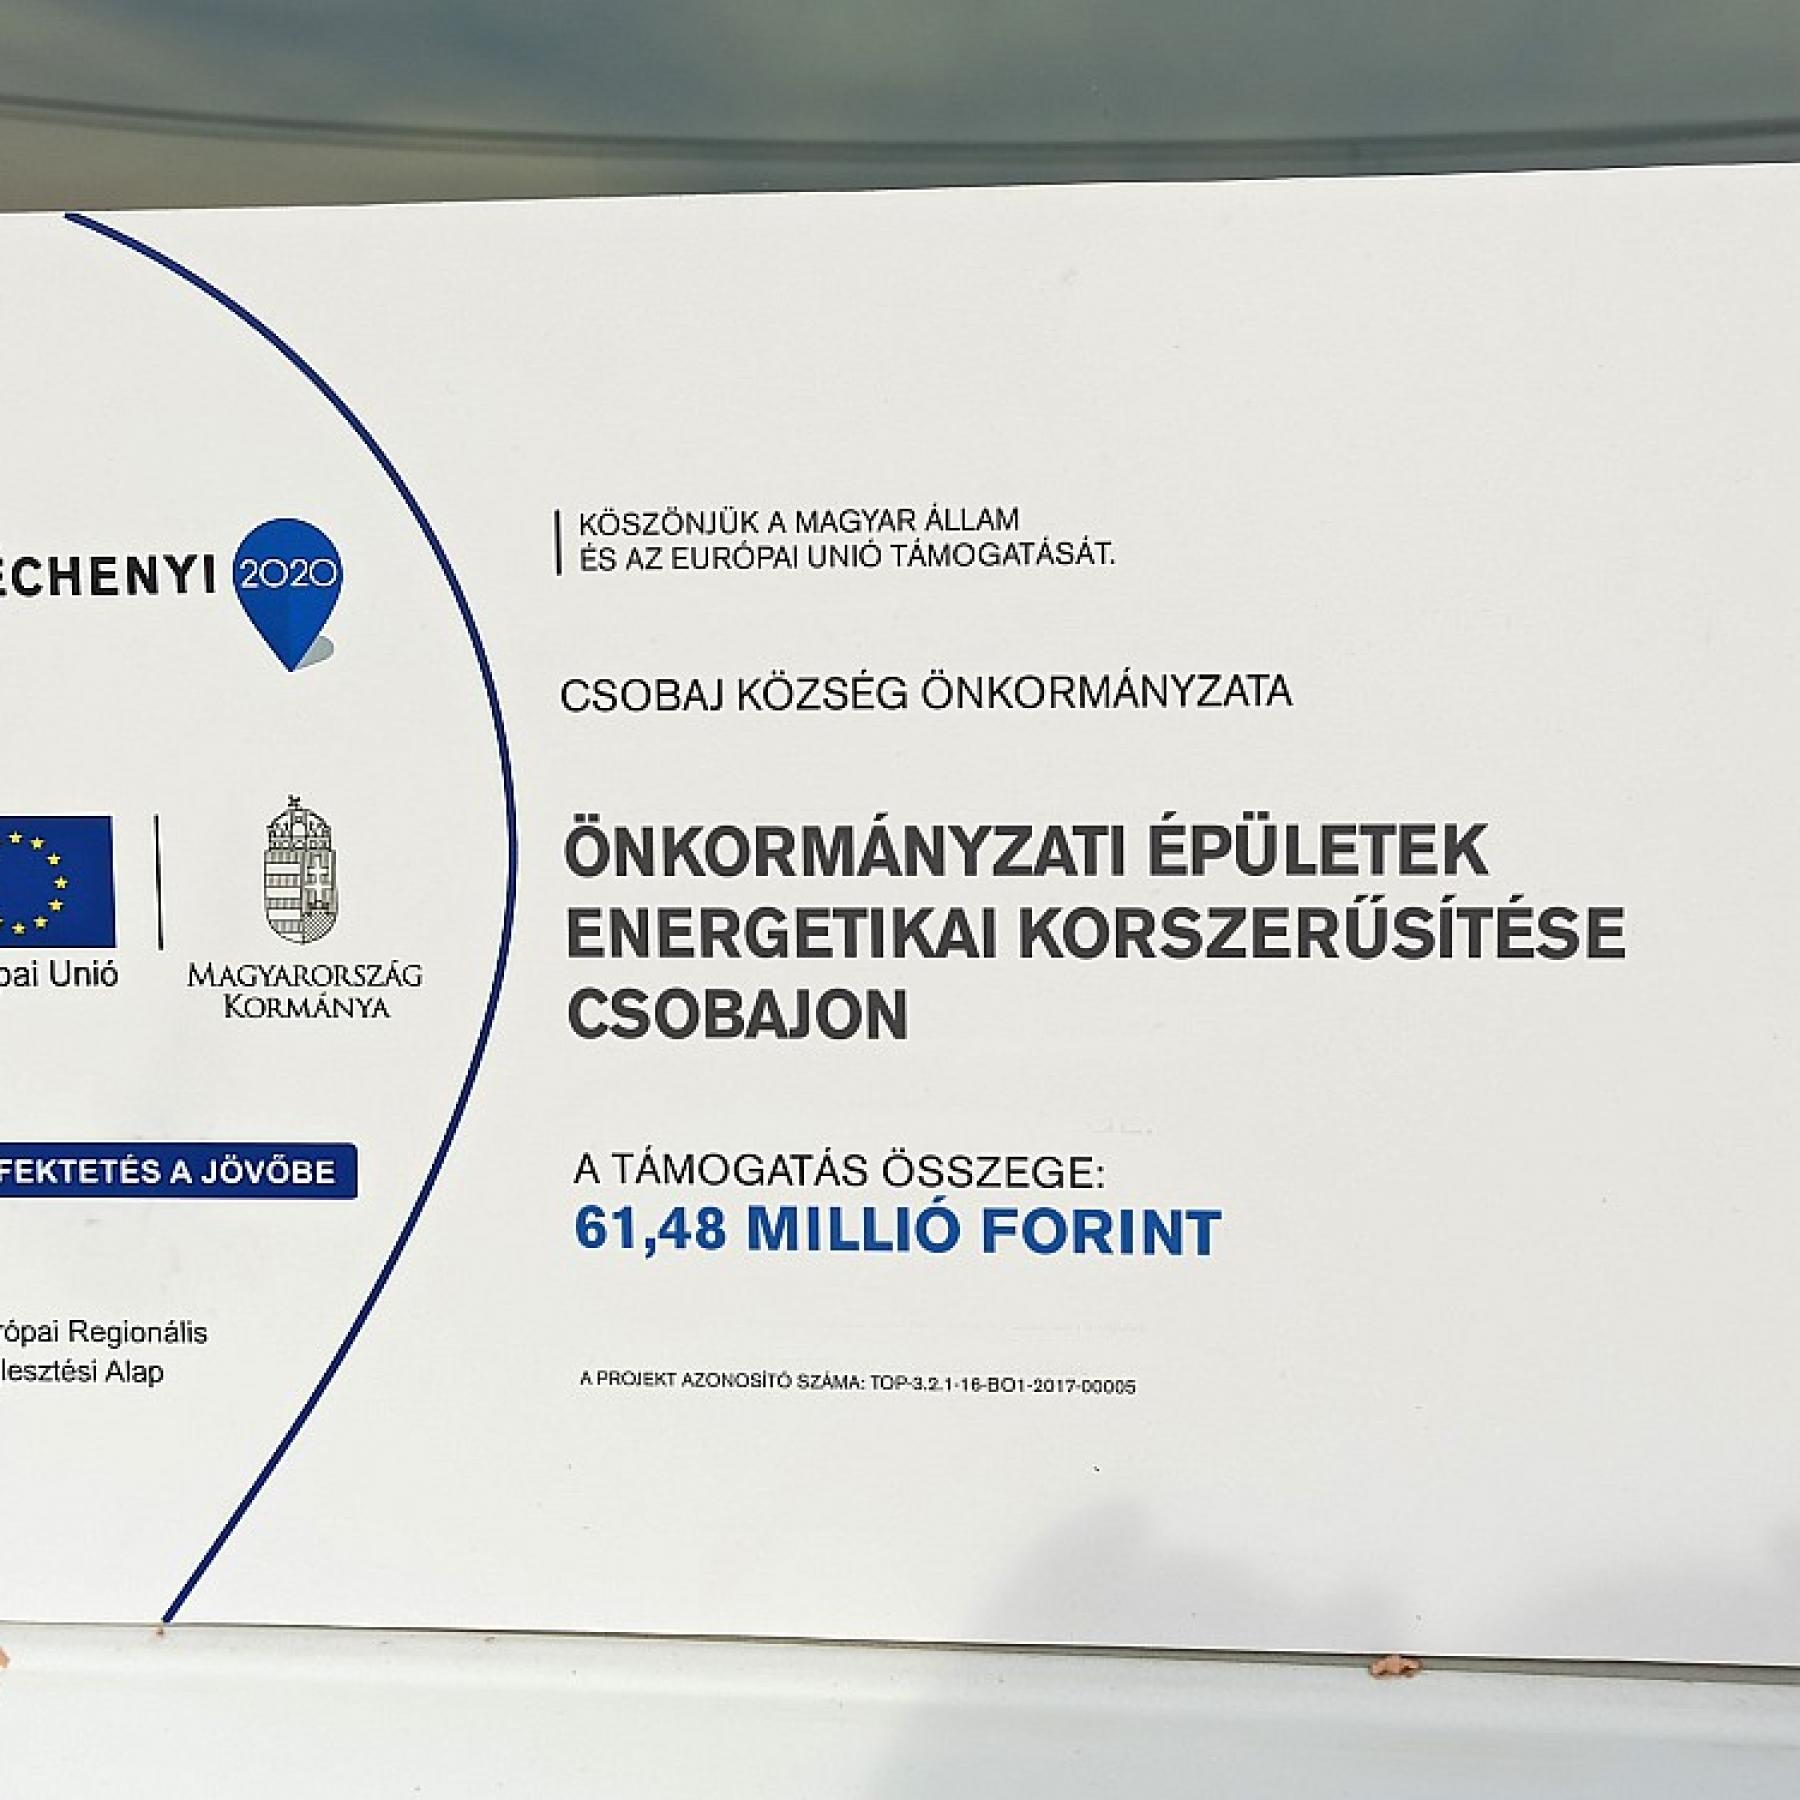 ECHENYI 2020
pai Unió
MAGYARORSZÁG
KORMÁNYA
FEKTETÉS A JÖVŐBE
rópai Regionális
lesztési Alap
KÖSZÖNJÜK A MAGYAR ÁLLAM
ÉS AZ EURÓPAI UNIÓ TÁMOGATÁSÁT.
CSOBAJ KÖZSÉG ÖNKORMÁNYZATA
ÖNKORMÁNYZATI ÉPÜLETEK
ENERGETIKAI KORSZERŰSÍTÉSE
CSOBAJON
A TÁMOGATÁS ÖSSZEGE:
61,48 MILLIÓ FORINT
A PROJEKT AZONOSÍTÓ SZÁMA: TOP-3.2.1-16-BO1-2017-00005